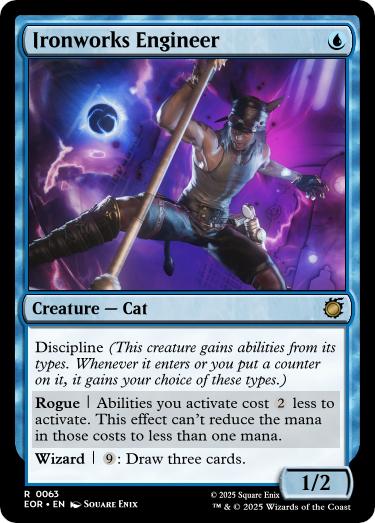 Ironworks Engineer
Creature — Cat
Discipline (This creature gains abilities from its
types. Whenever it enters or you put a counter
on it, it gains your choice of these types.)
Rogue | Abilities you activate cost 2 less to
activate. This effect can't reduce the mana
in those costs to less than one mana.
Wizard | 9: Draw three cards.
1/2
R 0063
EOR • EN SQUARE ENIX
© 2025 Square Enix
™ & © 2025 Wizards of the Coast